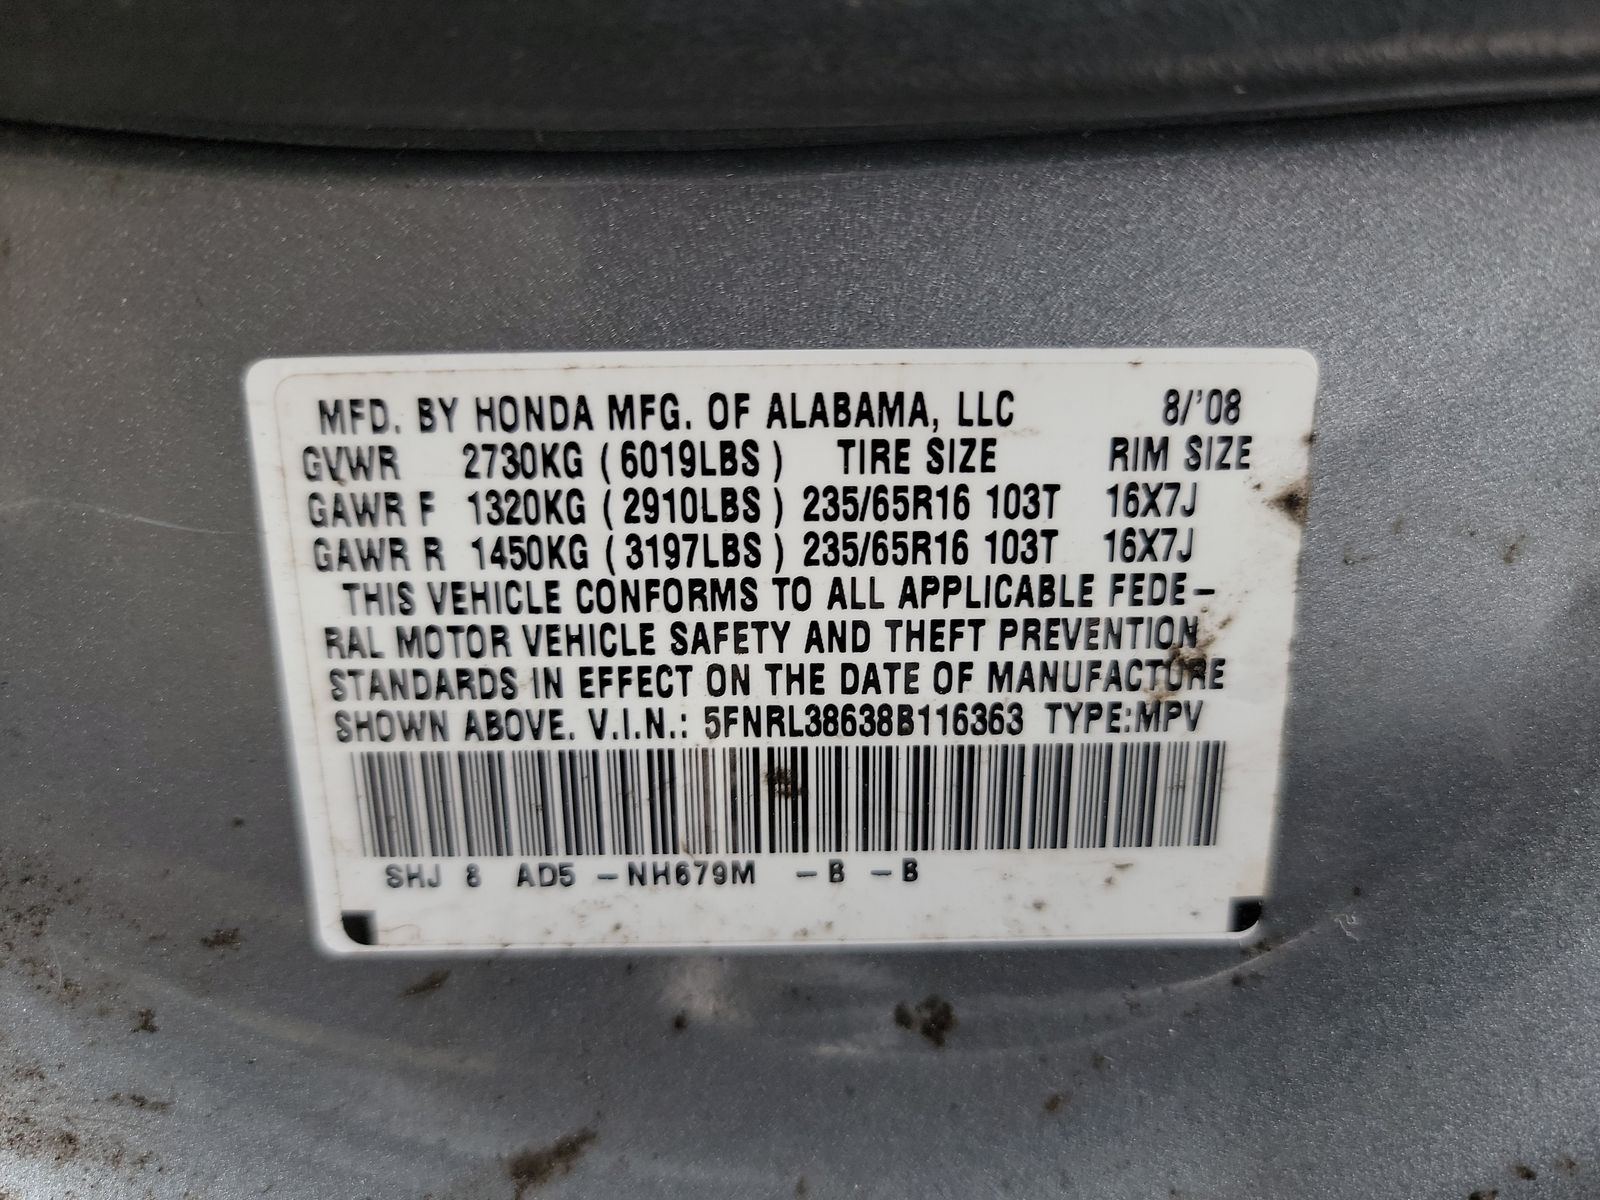 MFD. BY HONDA MFG. OF ALABAMA, LLC 8/'08
GVWR 2730KG (6019LBS) TIRE SIZE RIM SIZE
GAWR F 1320KG (2910LBS) 235/65R16 103T 16X7J
GAWR R 1450KG (3197LBS) 235/65R16 103T 16X7J
THIS VEHICLE CONFORMS TO ALL APPLICABLE FEDE-
RAL MOTOR VEHICLE SAFETY AND THEFT PREVENTION
STANDARDS IN EFFECT ON THE DATE OF MANUFACTURE
SHOWN ABOVE. V.I.N.: 5FNRL38638B116363 TYPE:MPV
SHJ 8 AD5 -NH679M -B -B